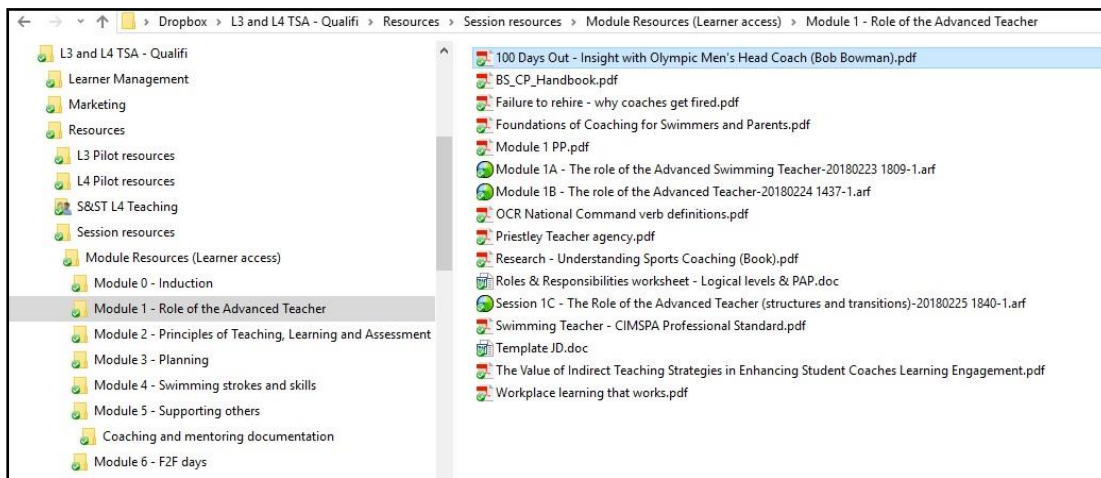 Dropbox > L3 and L4 TSA - Qualifi > Resources > Session resources > Module Resources (Learner access) > Module 1 - Role of the Advanced Teacher
L3 and L4 TSA - Qualifi
Learner Management
Marketing
Resources
L3 Pilot resources
L4 Pilot resources
S&ST L4 Teaching
Session resources
Module Resources (Learner access)
Module 0 - Induction
Module 1 - Role of the Advanced Teacher
Module 2 - Principles of Teaching, Learning and Assessment
Module 3 - Planning
Module 4 - Swimming strokes and skills
Module 5 - Supporting others
Coaching and mentoring documentation
Module 6 - F2F days
100 Days Out - Insight with Olympic Men's Head Coach (Bob Bowman).pdf
BS_CP_Handbook.pdf
Failure to rehire - why coaches get fired.pdf
Foundations of Coaching for Swimmers and Parents.pdf
Module 1 PP.pdf
Module 1A - The role of the Advanced Swimming Teacher-20180223 1809-1.arf
Module 1B - The role of the Advanced Teacher-20180224 1437-1.arf
OCR National Command verb definitions.pdf
Priestley Teacher agency.pdf
Research - Understanding Sports Coaching (Book).pdf
Roles & Responsibilities worksheet - Logical levels & PAP.doc
Session 1C - The Role of the Advanced Teacher (structures and transitions)-20180225 1840-1.arf
Swimming Teacher - CIMSPA Professional Standard.pdf
Template JD.doc
The Value of Indirect Teaching Strategies in Enhancing Student Coaches Learning Engagement.pdf
Workplace learning that works.pdf